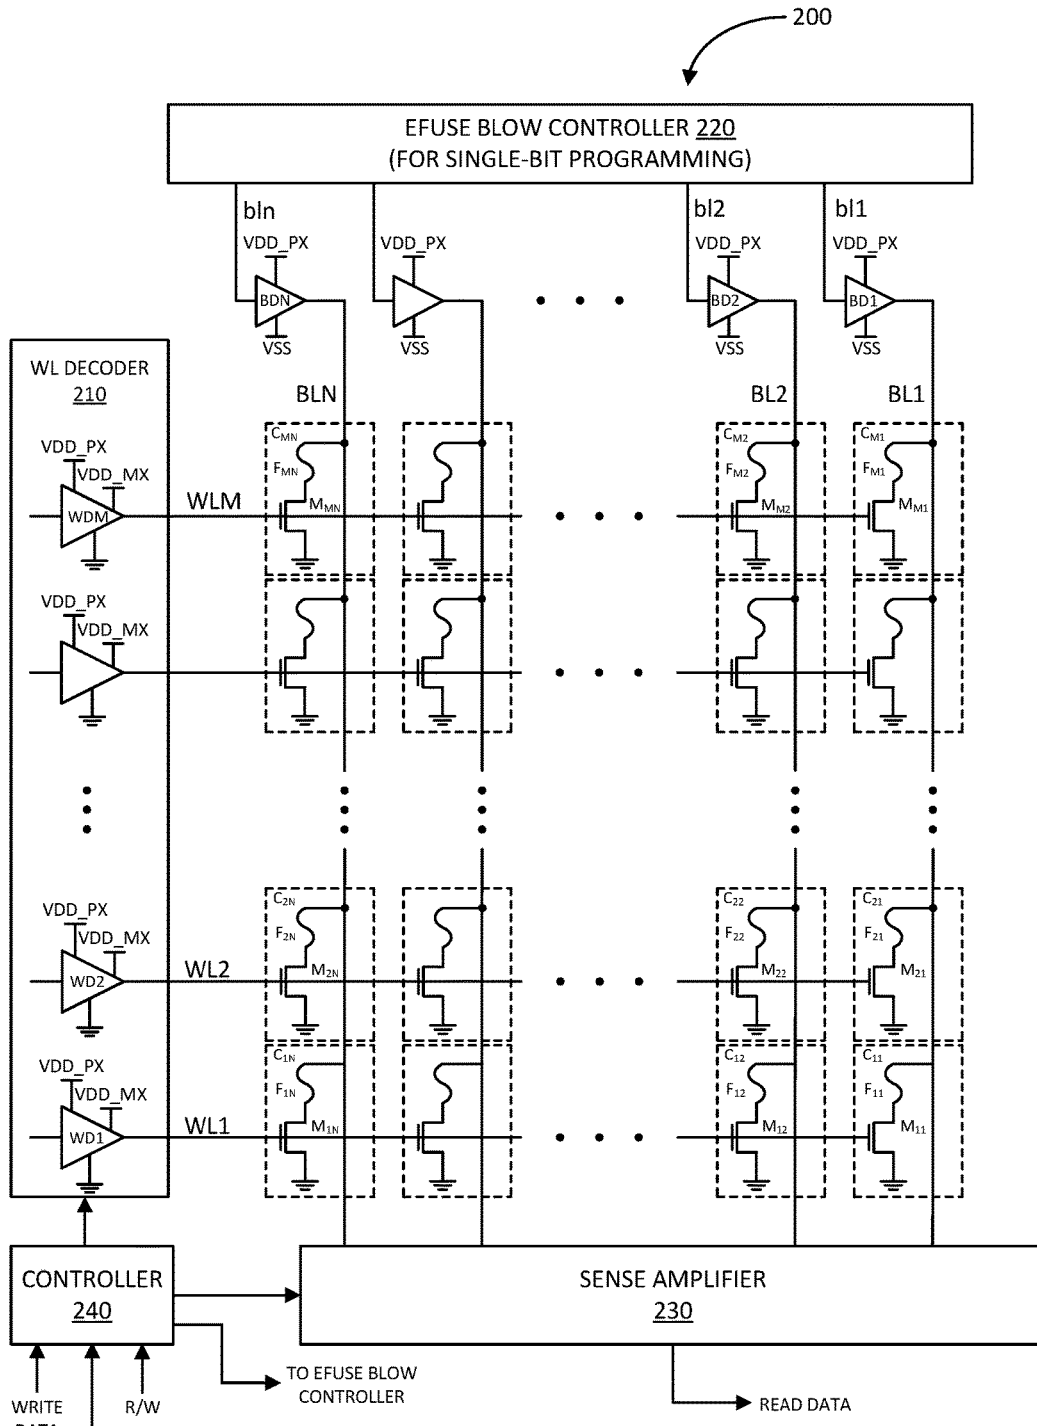 200
EFUSE BLOW CONTROLLER 220
(FOR SINGLE-BIT PROGRAMMING)
bln bl2 bl1
VDD_PX VDD_PX VDD_PX VDD_PX
BDN BD2 BD1
VSS VSS VSS VSS
WL DECODER
210
BLN BL2 BL1
VDD_PX
VDD_MX
WDM
WLM
CMN CM2 CM1
FMN FM2 FM1
MMN MM2 MM1
VDD_PX
VDD_MX
VDD_PX
VDD_MX
WD2
WL2
C2N C22 C21
F2N F22 F21
M2N M22 M21
VDD_PX
VDD_MX
WD1
WL1
C1N C12 C11
F1N F12 F11
M1N M12 M11
CONTROLLER
240
SENSE AMPLIFIER
230
WRITE
R/W
TO EFUSE BLOW
CONTROLLER
READ DATA